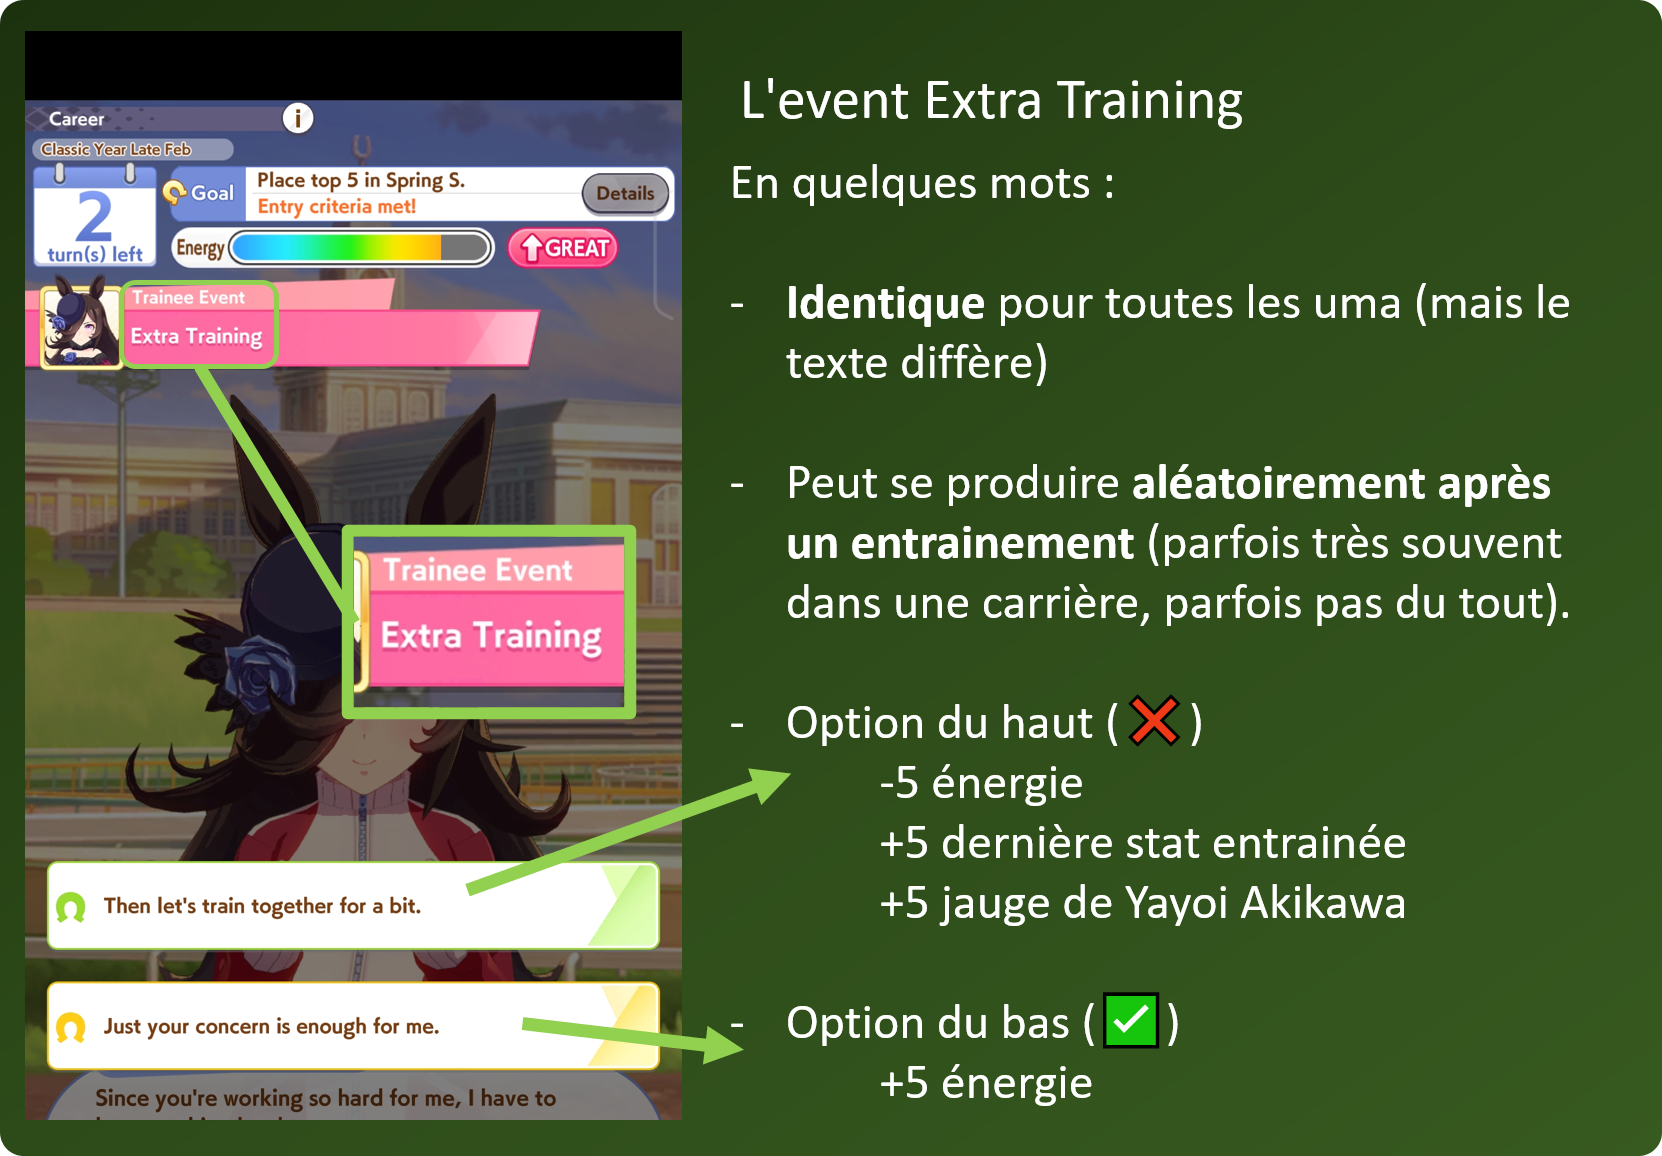 Career
i
Classic Year Late Feb
2
turn(s) left
Goal
Place top 5 in Spring S.
Entry criteria met!
Details
Energy
GREAT
Trainee Event
Extra Training
Trainee Event
Extra Training
Then let's train together for a bit.
Just your concern is enough for me.
Since you're working so hard for me, I have to
L'event Extra Training
En quelques mots :
- Identique pour toutes les uma (mais le
texte diffère)
- Peut se produire aléatoirement après
un entrainement (parfois très souvent
dans une carrière, parfois pas du tout).
- Option du haut ( ❌ )
-5 énergie
+5 dernière stat entrainée
+5 jauge de Yayoi Akikawa
- Option du bas ( ✅ )
+5 énergie